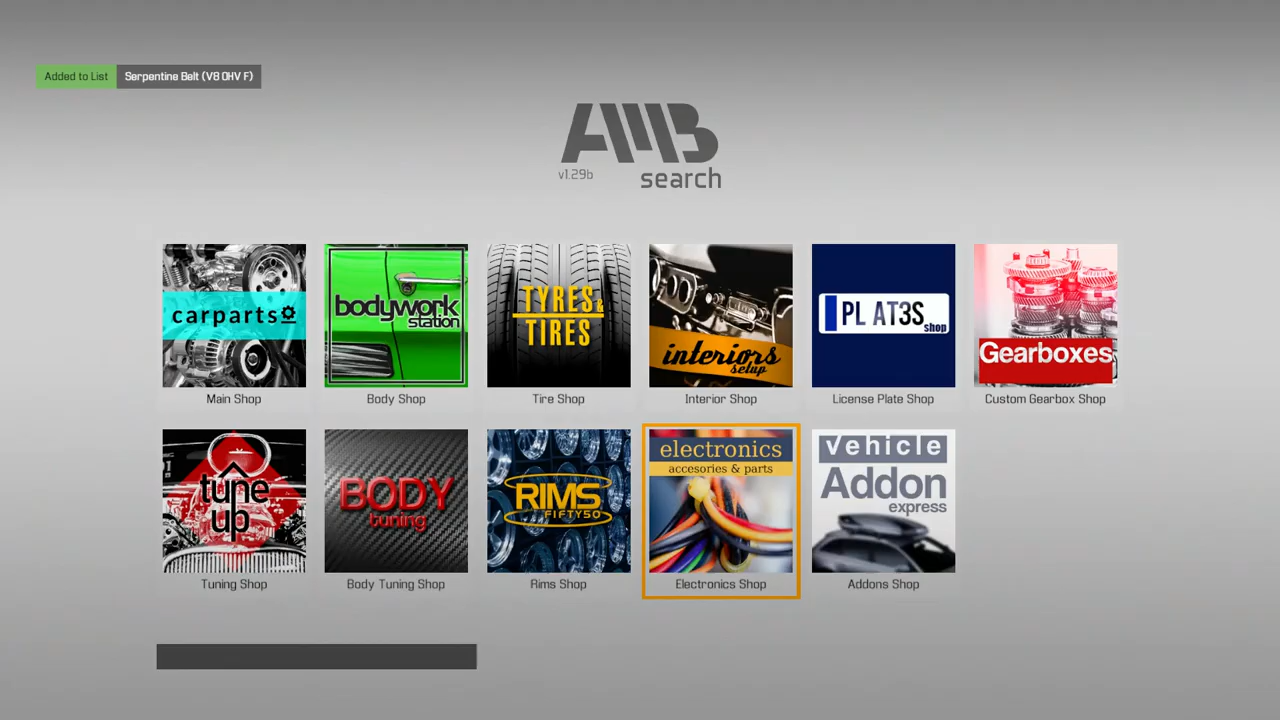 Added to List Serpentine Belt (V8 OHV F)
AMB
v1.29b
search
carparts
bodywork
station
TYRES&
TIRES
interiors
setup
PL AT3S
shop
Gearboxes
Main Shop
Body Shop
Tire Shop
Interior Shop
License Plate Shop
Custom Gearbox Shop
tune
up
BODY
tuning
RIMS
FIFTY50
electronics
accesories & parts
vehicle
Addon
express
Tuning Shop
Body Tuning Shop
Rims Shop
Electronics Shop
Addons Shop